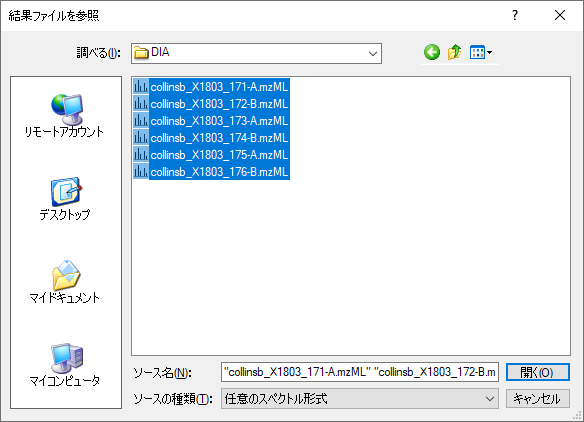 結果ファイルを参照
調べる(I):
DIA
collinsb_X1803_171-A.mzML
collinsb_X1803_172-B.mzML
collinsb_X1803_173-A.mzML
collinsb_X1803_174-B.mzML
collinsb_X1803_175-A.mzML
collinsb_X1803_176-B.mzML
リモートアカウント
デスクトップ
マイドキュメント
マイコンピュータ
ソース名(N):
"collinsb_X1803_171-A.mzML" "collinsb_X1803_172-B.m
開く(O)
ソースの種類(T):
任意のスペクトル形式
キャンセル